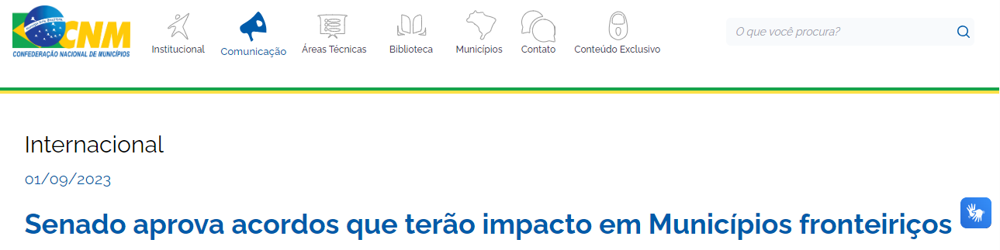 CNM
CONFEDERAÇÃO NACIONAL DE MUNICÍPIOS
Institucional
Comunicação
Áreas Técnicas
Biblioteca
Municípios
Contato
Conteúdo Exclusivo
O que você procura?
Internacional
01/09/2023
Senado aprova acordos que terão impacto em Municípios fronteiriços